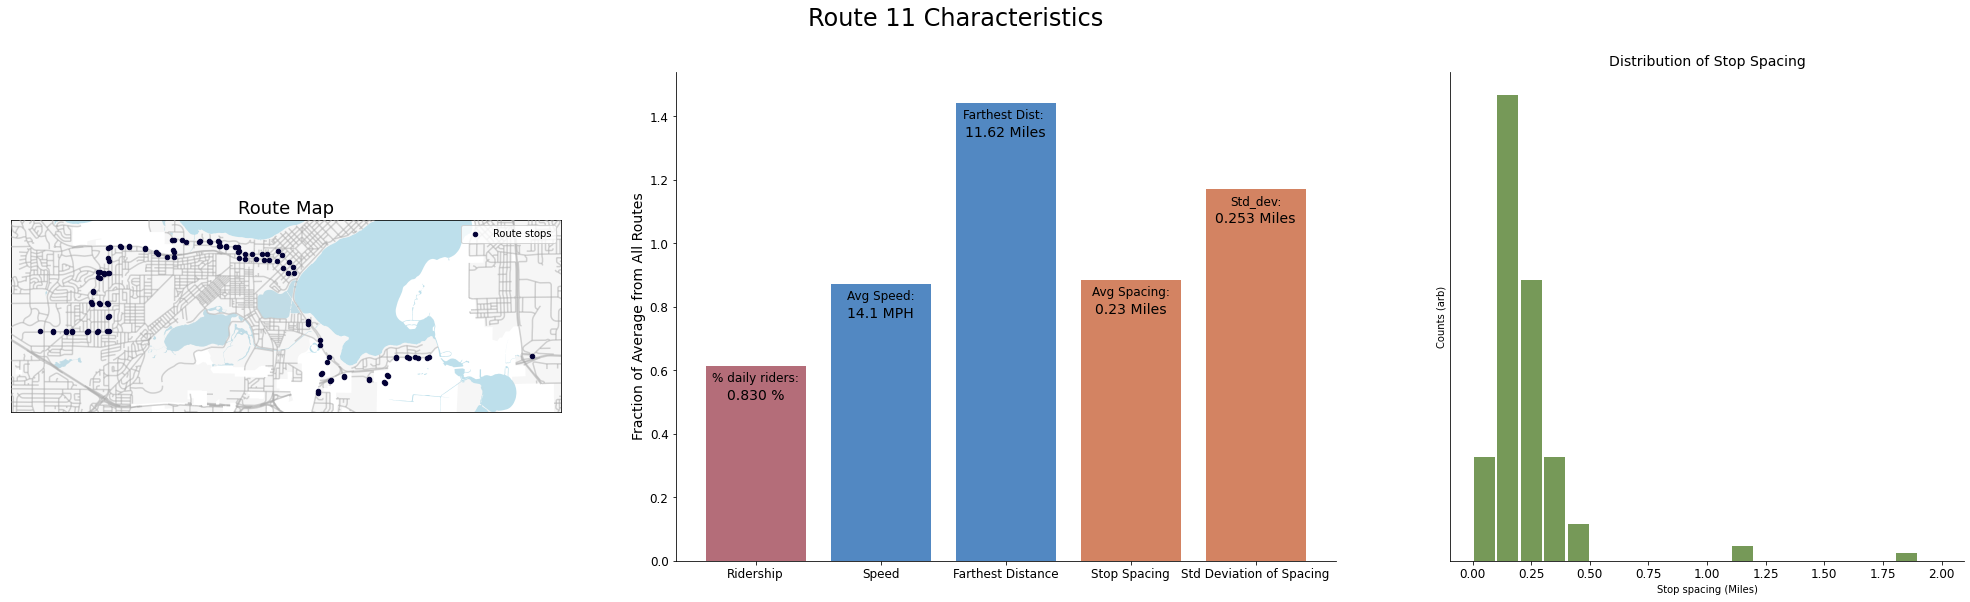 Route 11 Characteristics
Route Map
Route stops
Fraction of Average from All Routes
1.4
1.2
1.0
0.8
0.6
0.4
0.2
0.0
% daily riders:
0.830 %
Avg Speed:
14.1 MPH
Farthest Dist:
11.62 Miles
Avg Spacing:
0.23 Miles
Std_dev:
0.253 Miles
Ridership
Speed
Farthest Distance
Stop Spacing
Std Deviation of Spacing
Distribution of Stop Spacing
Counts (arb)
0.00
0.25
0.50
0.75
1.00
1.25
1.50
1.75
2.00
Stop spacing (Miles)